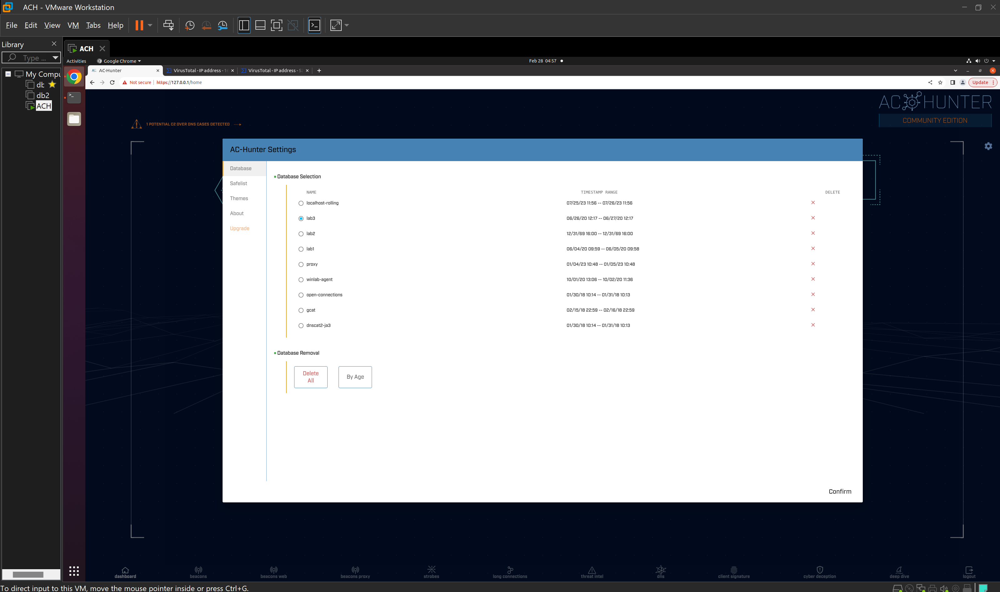 ACH - VMware Workstation
File Edit View VM Tabs Help
Library
Type ...
ACH
My Compu
db
db2
ACH
Activities
Google Chrome
Feb 28 04:57
AC-Hunter
VirusTotal - IP address - 1
VirusTotal - IP address - 52
Not secure
https://127.0.0.1/home
Update
AC HUNTER
COMMUNITY EDITION
1 POTENTIAL C2 OVER DNS CASES DETECTED
AC-Hunter Settings
Database
Safelist
Themes
About
Upgrade
Database Selection
NAME TIMESTAMP RANGE DELETE
localhost-rolling 07/25/23 11:56 -- 07/26/23 11:56
lab3 06/26/20 12:17 -- 06/27/20 12:17
lab2 12/31/69 16:00 -- 12/31/69 16:00
lab1 06/04/20 09:59 -- 06/05/20 09:58
proxy 01/04/23 10:48 -- 01/05/23 10:48
winlab-agent 10/01/20 13:06 -- 10/02/20 11:36
open-connections 01/30/18 10:14 -- 01/31/18 10:13
gcat 02/15/18 22:59 -- 02/16/18 22:59
dnscat2-ja3 01/30/18 10:14 -- 01/31/18 10:13
Database Removal
Delete All
By Age
Confirm
dashboard
beacons
beacons web
beacons proxy
strobes
long connections
threat intel
dns
client signature
cyber deception
deep dive
logout
To direct input to this VM, move the mouse pointer inside or press Ctrl+G.